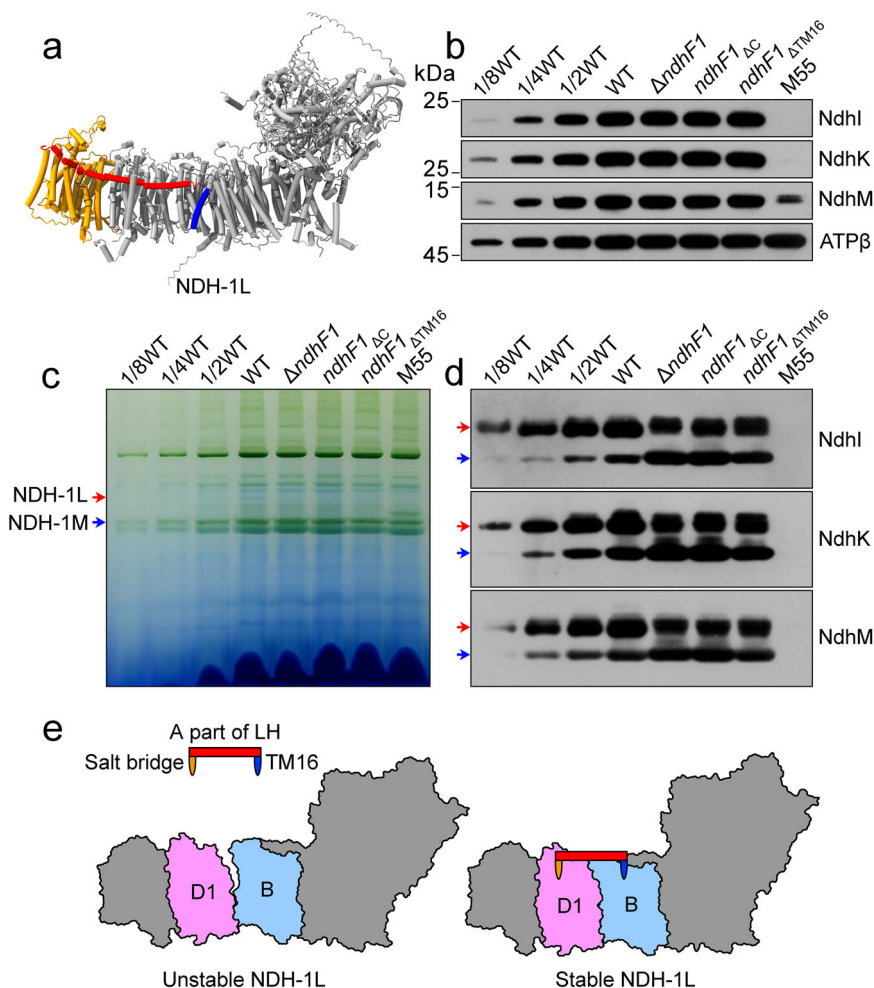 a
NDH-1L
b
kDa
1/8WT
1/4WT
1/2WT
WT
ΔndhF1
ndhF1ΔC
ndhF1ΔTM16
M55
25
NdhI
25
NdhK
15
NdhM
45
ATPβ
c
1/8WT
1/4WT
1/2WT
WT
ΔndhF1
ndhF1ΔC
ndhF1ΔTM16
M55
NDH-1L
NDH-1M
d
1/8WT
1/4WT
1/2WT
WT
ΔndhF1
ndhF1ΔC
ndhF1ΔTM16
M55
NdhI
NdhK
NdhM
e
A part of LH
Salt bridge
TM16
D1
B
Unstable NDH-1L
D1
B
Stable NDH-1L